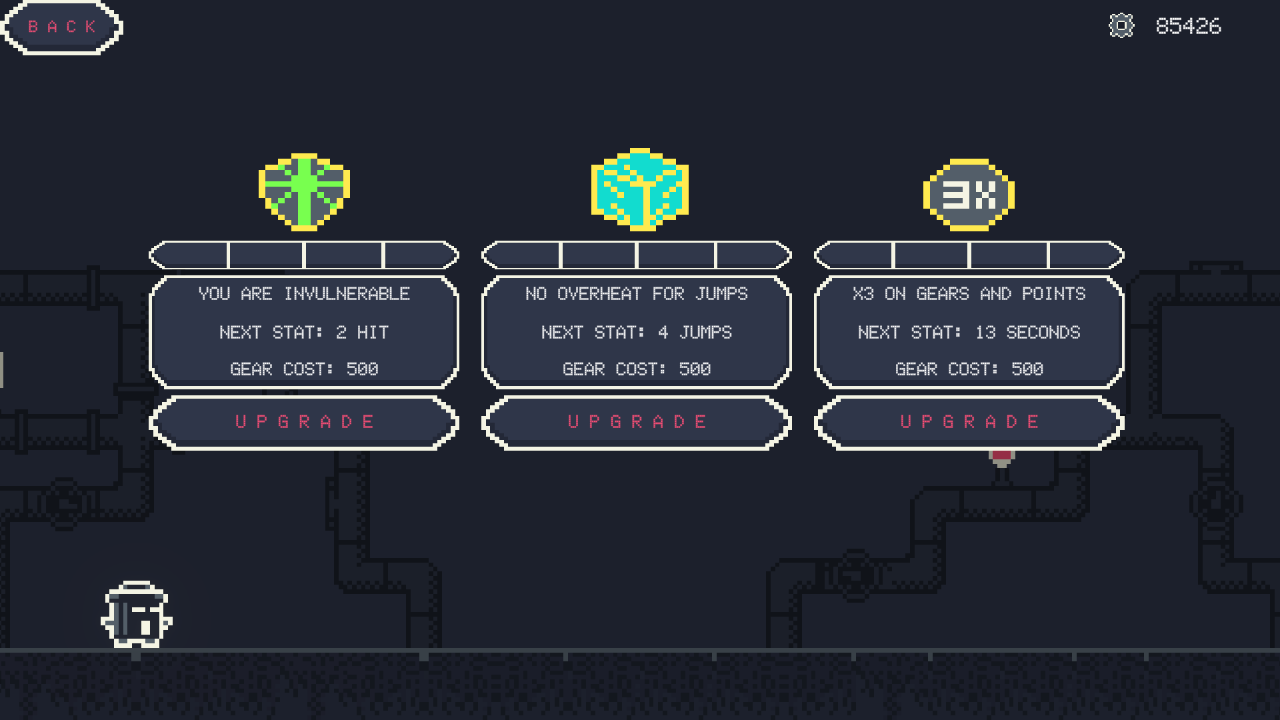 BACK
85426
3X
YOU ARE INVULNERABLE
NEXT STAT: 2 HIT
GEAR COST: 500
UPGRADE
NO OVERHEAT FOR JUMPS
NEXT STAT: 4 JUMPS
GEAR COST: 500
UPGRADE
X3 ON GEARS AND POINTS
NEXT STAT: 13 SECONDS
GEAR COST: 500
UPGRADE